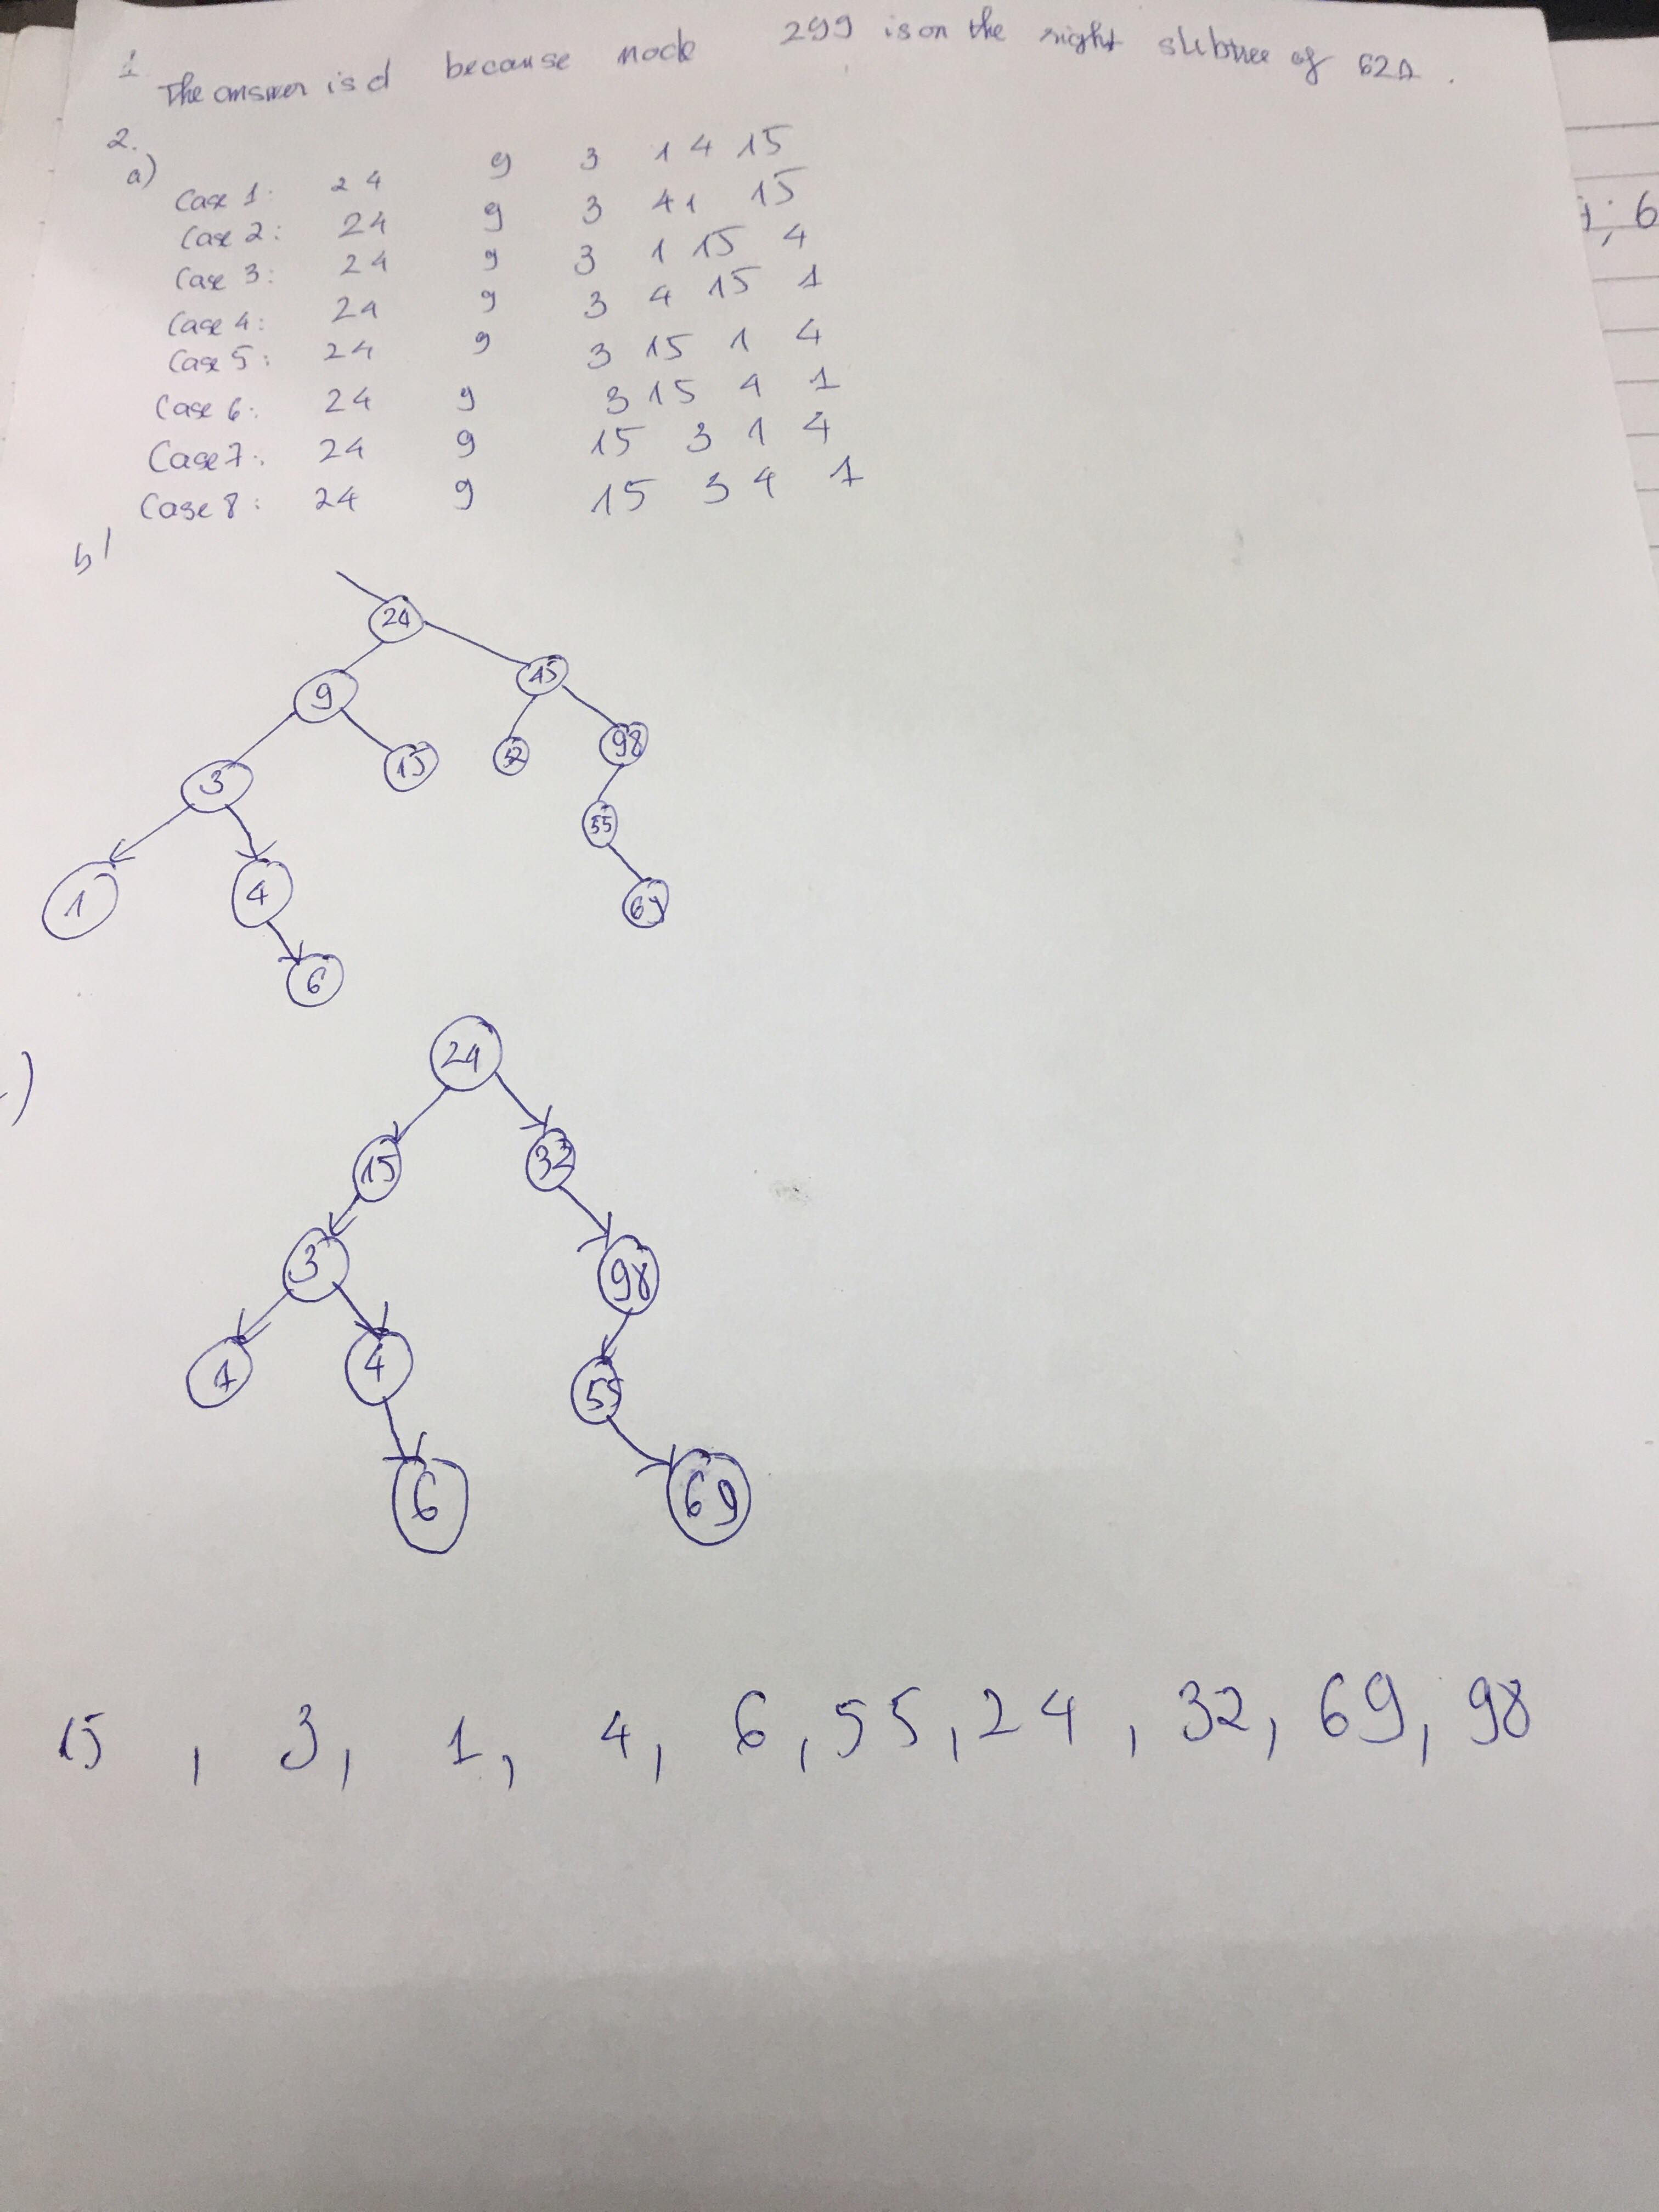 1
The answer is d because node 299 is on the right subtree of 621.
2.
a)
Case 1: 24 9 3 1 4 15
Case 2: 24 9 3 4 1 15
Case 3: 24 9 3 1 15 4
Case 4: 24 9 3 4 15 1
Case 5: 24 9 3 15 1 4
Case 6: 24 9 3 15 4 1
Case 7: 24 9 15 3 1 4
Case 8: 24 9 15 3 4 1
b)
24
9 45
3 15 32 98
55
1 4 69
6
)
24
15 32
3 98
1 4 55
6 69
15, 3, 1, 4, 6, 55, 24, 32, 69, 98
; 6